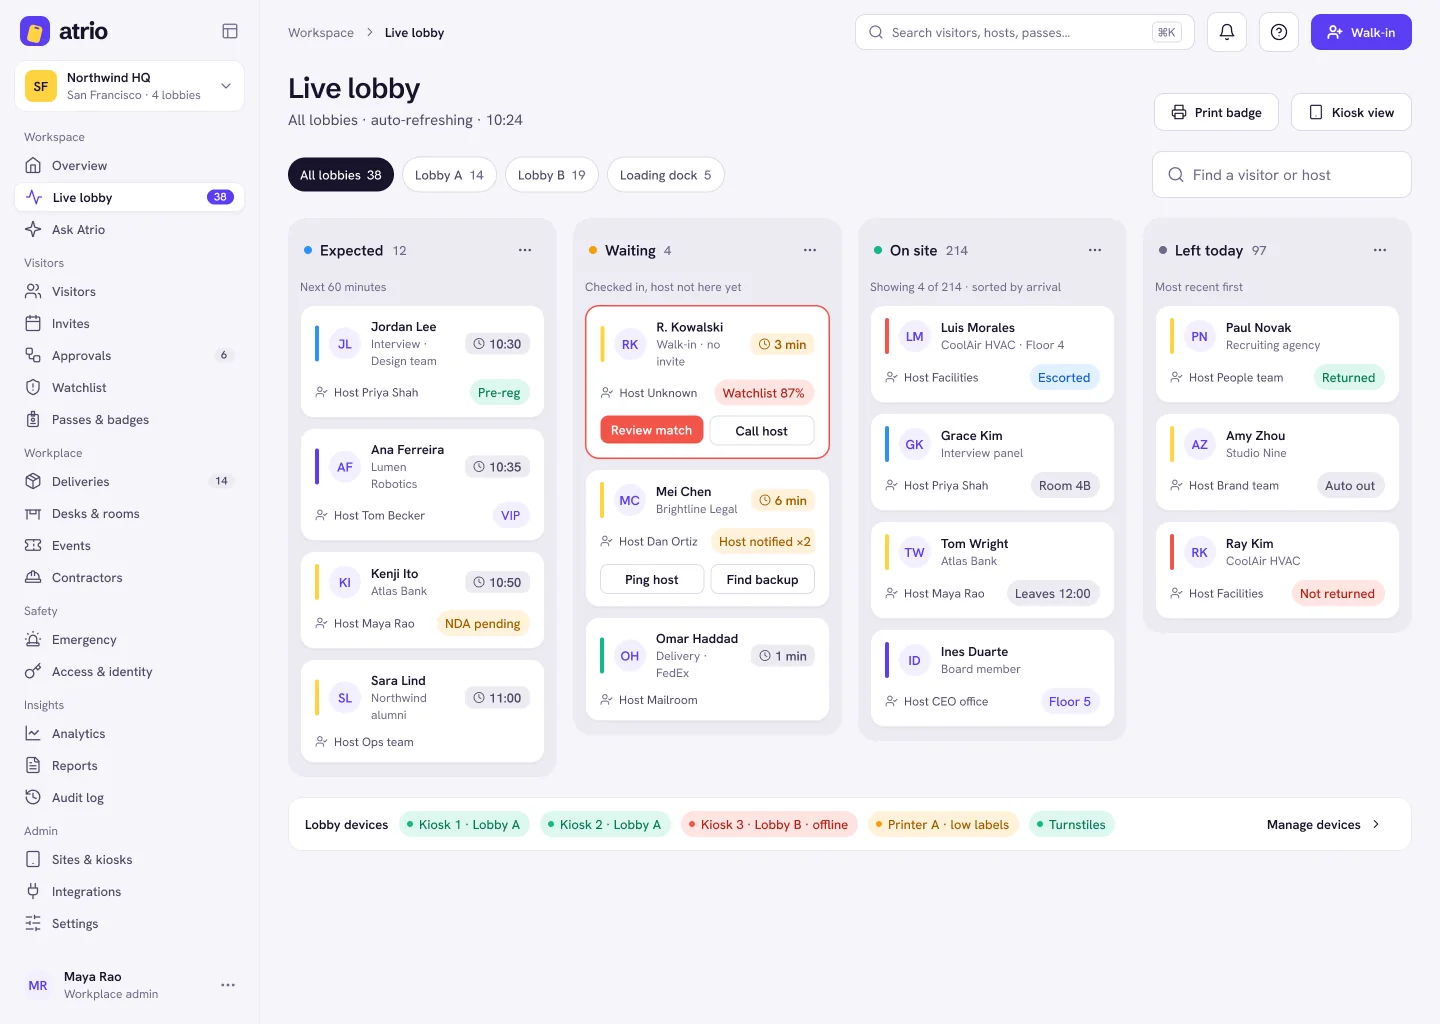 atrio
SF
Northwind HQ
San Francisco · 4 lobbies
Workspace
Overview
Live lobby 38
Ask Atrio
Visitors
Visitors
Invites
Approvals 6
Watchlist
Passes & badges
Workplace
Deliveries 14
Desks & rooms
Events
Contractors
Safety
Emergency
Access & identity
Insights
Analytics
Reports
Audit log
Admin
Sites & kiosks
Integrations
Settings
MR
Maya Rao
Workplace admin
Workspace > Live lobby
Search visitors, hosts, passes... ⌘K
Walk-in
Live lobby
All lobbies · auto-refreshing · 10:24
Print badge
Kiosk view
All lobbies 38
Lobby A 14
Lobby B 19
Loading dock 5
Find a visitor or host
Expected 12
Next 60 minutes
JL
Jordan Lee
Interview ·
Design team
10:30
Host Priya Shah
Pre-reg
AF
Ana Ferreira
Lumen
Robotics
10:35
Host Tom Becker
VIP
KI
Kenji Ito
Atlas Bank
10:50
Host Maya Rao
NDA pending
SL
Sara Lind
Northwind
alumni
11:00
Host Ops team
Waiting 4
Checked in, host not here yet
RK
R. Kowalski
Walk-in · no
invite
3 min
Host Unknown
Watchlist 87%
Review match
Call host
MC
Mei Chen
Brightline Legal
6 min
Host Dan Ortiz
Host notified ×2
Ping host
Find backup
OH
Omar Haddad
Delivery ·
FedEx
1 min
Host Mailroom
On site 214
Showing 4 of 214 · sorted by arrival
LM
Luis Morales
CoolAir HVAC · Floor 4
Host Facilities
Escorted
GK
Grace Kim
Interview panel
Host Priya Shah
Room 4B
TW
Tom Wright
Atlas Bank
Host Maya Rao
Leaves 12:00
ID
Ines Duarte
Board member
Host CEO office
Floor 5
Left today 97
Most recent first
PN
Paul Novak
Recruiting agency
Host People team
Returned
AZ
Amy Zhou
Studio Nine
Host Brand team
Auto out
RK
Ray Kim
CoolAir HVAC
Host Facilities
Not returned
Lobby devices
Kiosk 1 · Lobby A
Kiosk 2 · Lobby A
Kiosk 3 · Lobby B · offline
Printer A · low labels
Turnstiles
Manage devices